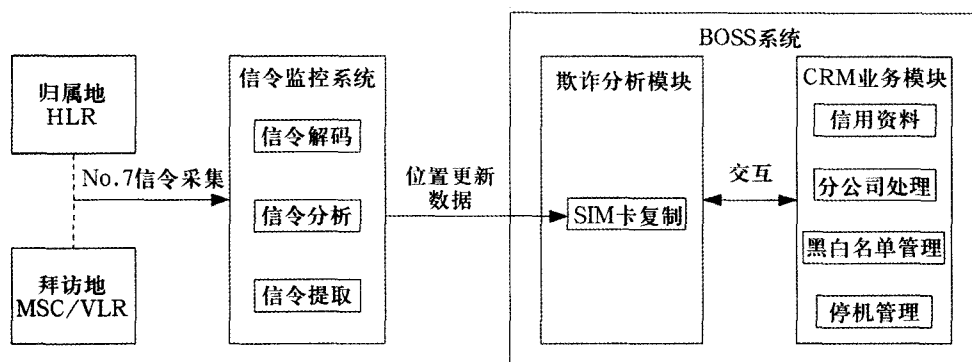 BOSS系统
归属地
HLR
No.7信令采集
拜访地
MSC/VLR
信令监控系统
信令解码
信令分析
信令提取
位置更新
数据
欺诈分析模块
SIM卡复制
交互
CRM业务模块
信用资料
分公司处理
黑白名单管理
停机管理